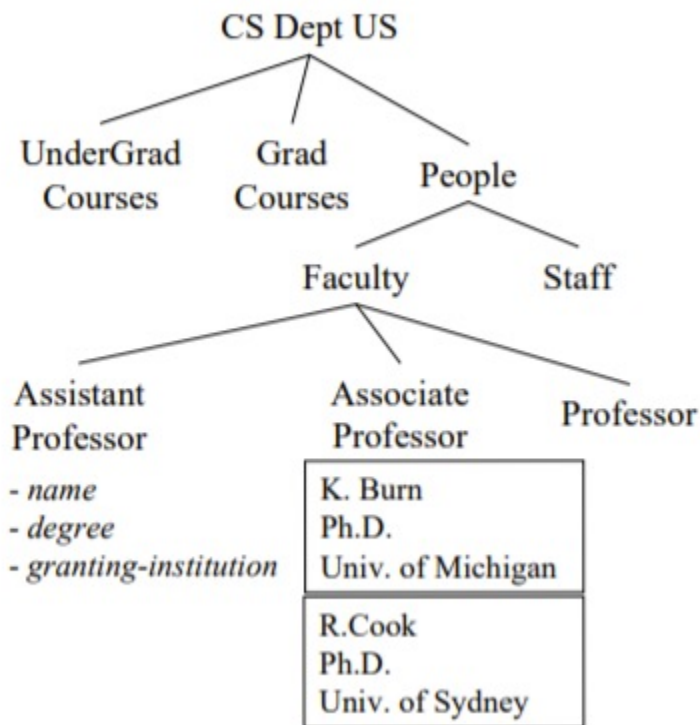 CS Dept US
UnderGrad
Courses
Grad
Courses
People
Faculty
Staff
Assistant
Professor
Associate
Professor
Professor
- name
- degree
- granting-institution
K. Burn
Ph.D.
Univ. of Michigan
R.Cook
Ph.D.
Univ. of Sydney